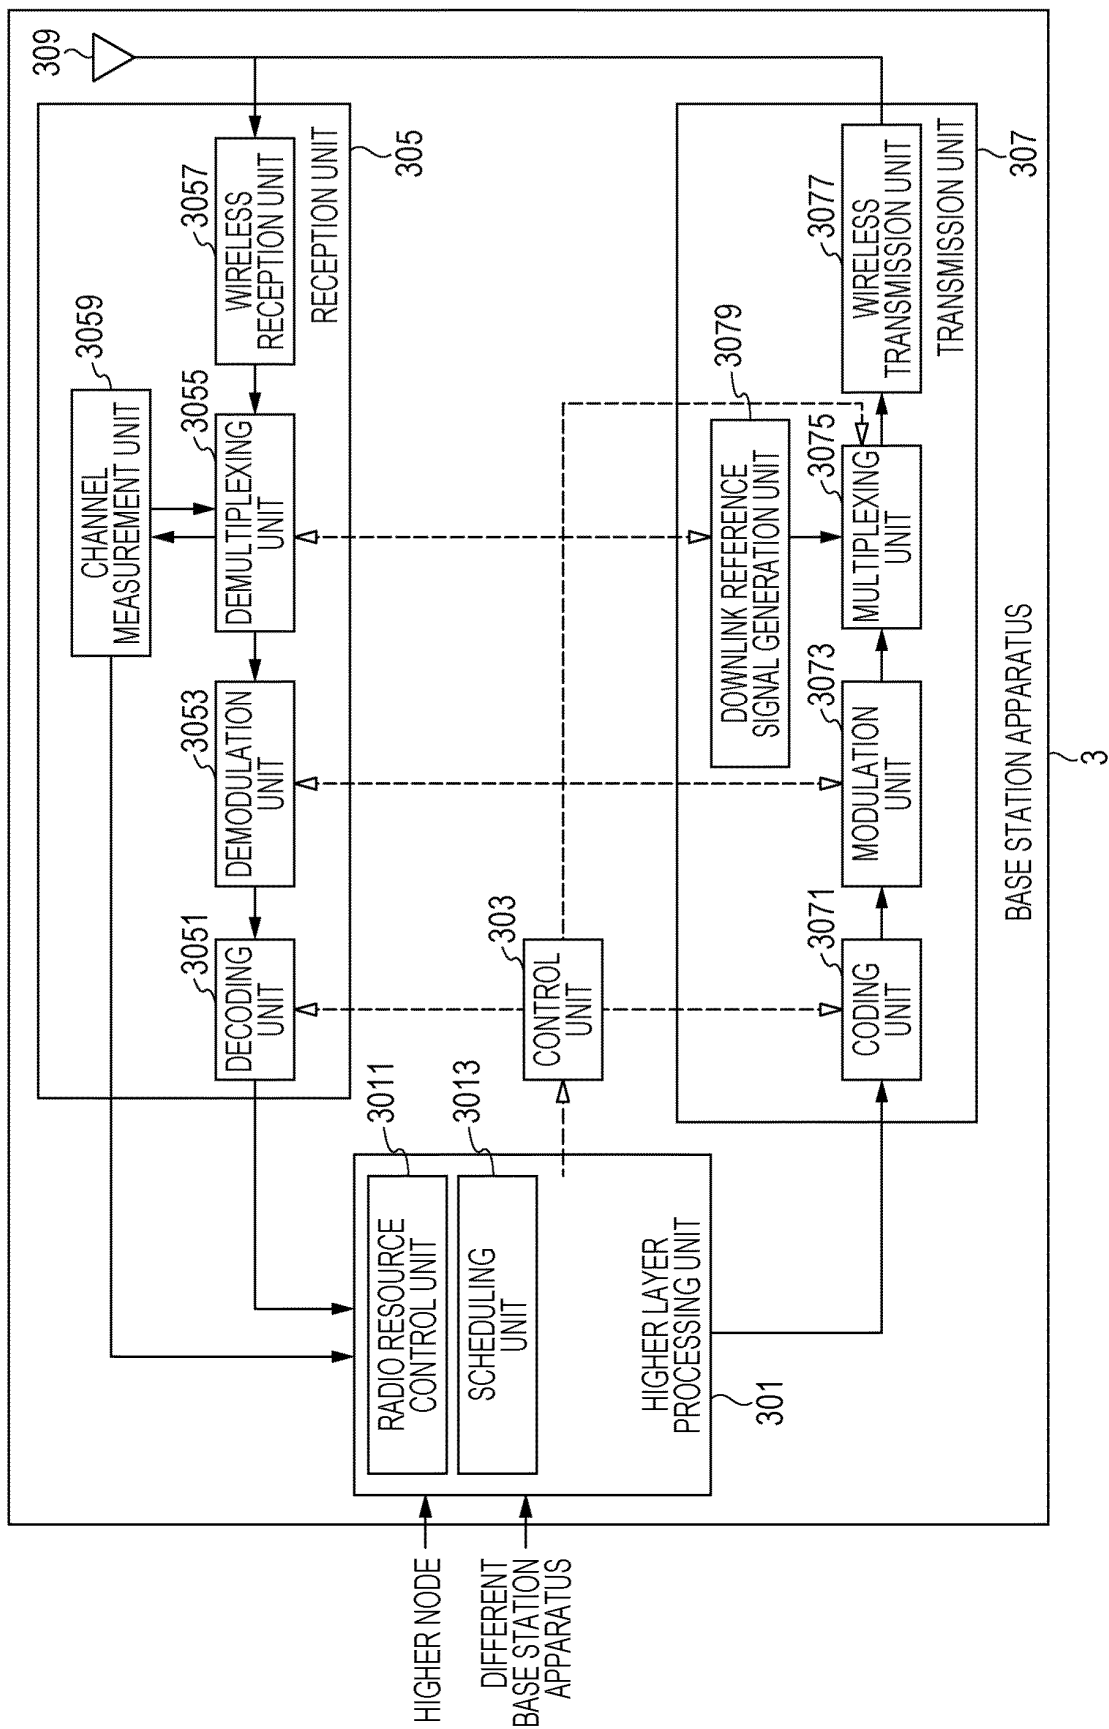 309
3059
CHANNEL
MEASUREMENT UNIT
3051
DECODING
UNIT
3053
DEMODULATION
UNIT
3055
DEMULTIPLEXING
UNIT
3057
WIRELESS
RECEPTION UNIT
RECEPTION UNIT
305
HIGHER NODE
DIFFERENT
BASE STATION
APPARATUS
RADIO RESOURCE
CONTROL UNIT
3011
SCHEDULING
UNIT
3013
HIGHER LAYER
PROCESSING UNIT
301
303
CONTROL
UNIT
3079
DOWNLINK REFERENCE
SIGNAL GENERATION UNIT
3071
CODING
UNIT
3073
MODULATION
UNIT
3075
MULTIPLEXING
UNIT
3077
WIRELESS
TRANSMISSION UNIT
TRANSMISSION UNIT
307
BASE STATION APPARATUS
3